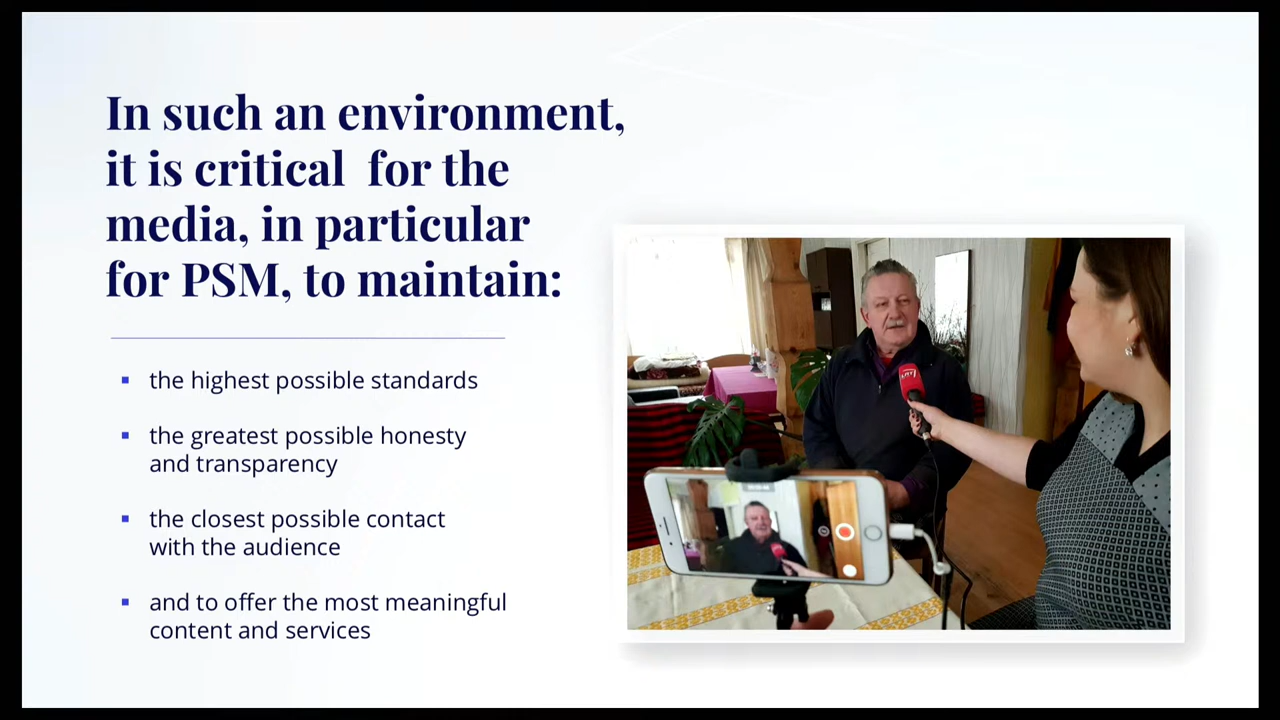 In such an environment,
it is critical  for the
media, in particular
for PSM, to maintain:
▪ the highest possible standards
▪ the greatest possible honesty
and transparency
▪ the closest possible contact
with the audience
▪ and to offer the most meaningful
content and services
LRT